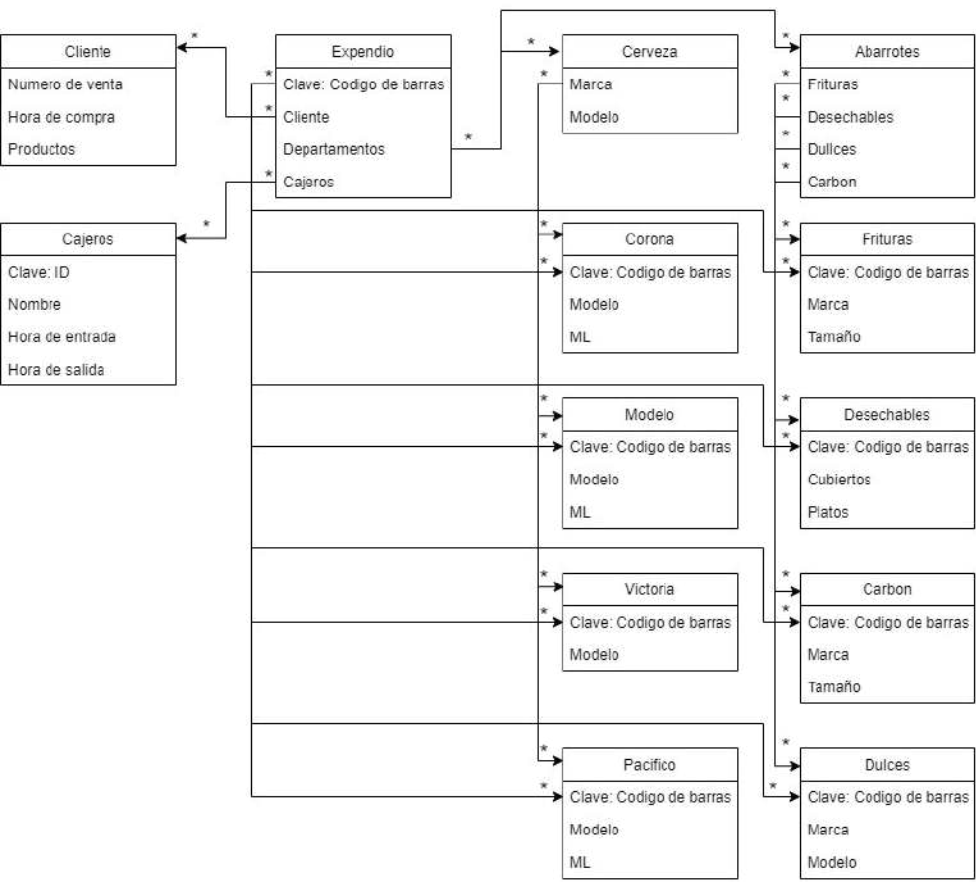 Cliente
Numero de venta
Hora de compra
Productos
Expendio
Clave: Codigo de barras
Cliente
Departamentos
Cajeros
Cerveza
Marca
Modelo
Abarrotes
Frituras
Desechables
Dullces
Carbon
Cajeros
Clave: ID
Nombre
Hora de entrada
Hora de salida
Corona
Clave: Codigo de barras
Modelo
ML
Frituras
Clave: Codigo de barras
Marca
Tamaño
Modelo
Clave: Codigo de barras
Modelo
ML
Desechables
Clave: Codigo de barras
Cubiertos
Platos
Victoria
Clave: Codigo de barras
Modelo
Carbon
Clave: Codigo de barras
Marca
Tamaño
Pacifico
Clave: Codigo de barras
Modelo
ML
Dulces
Clave: Codigo de barras
Marca
Modelo